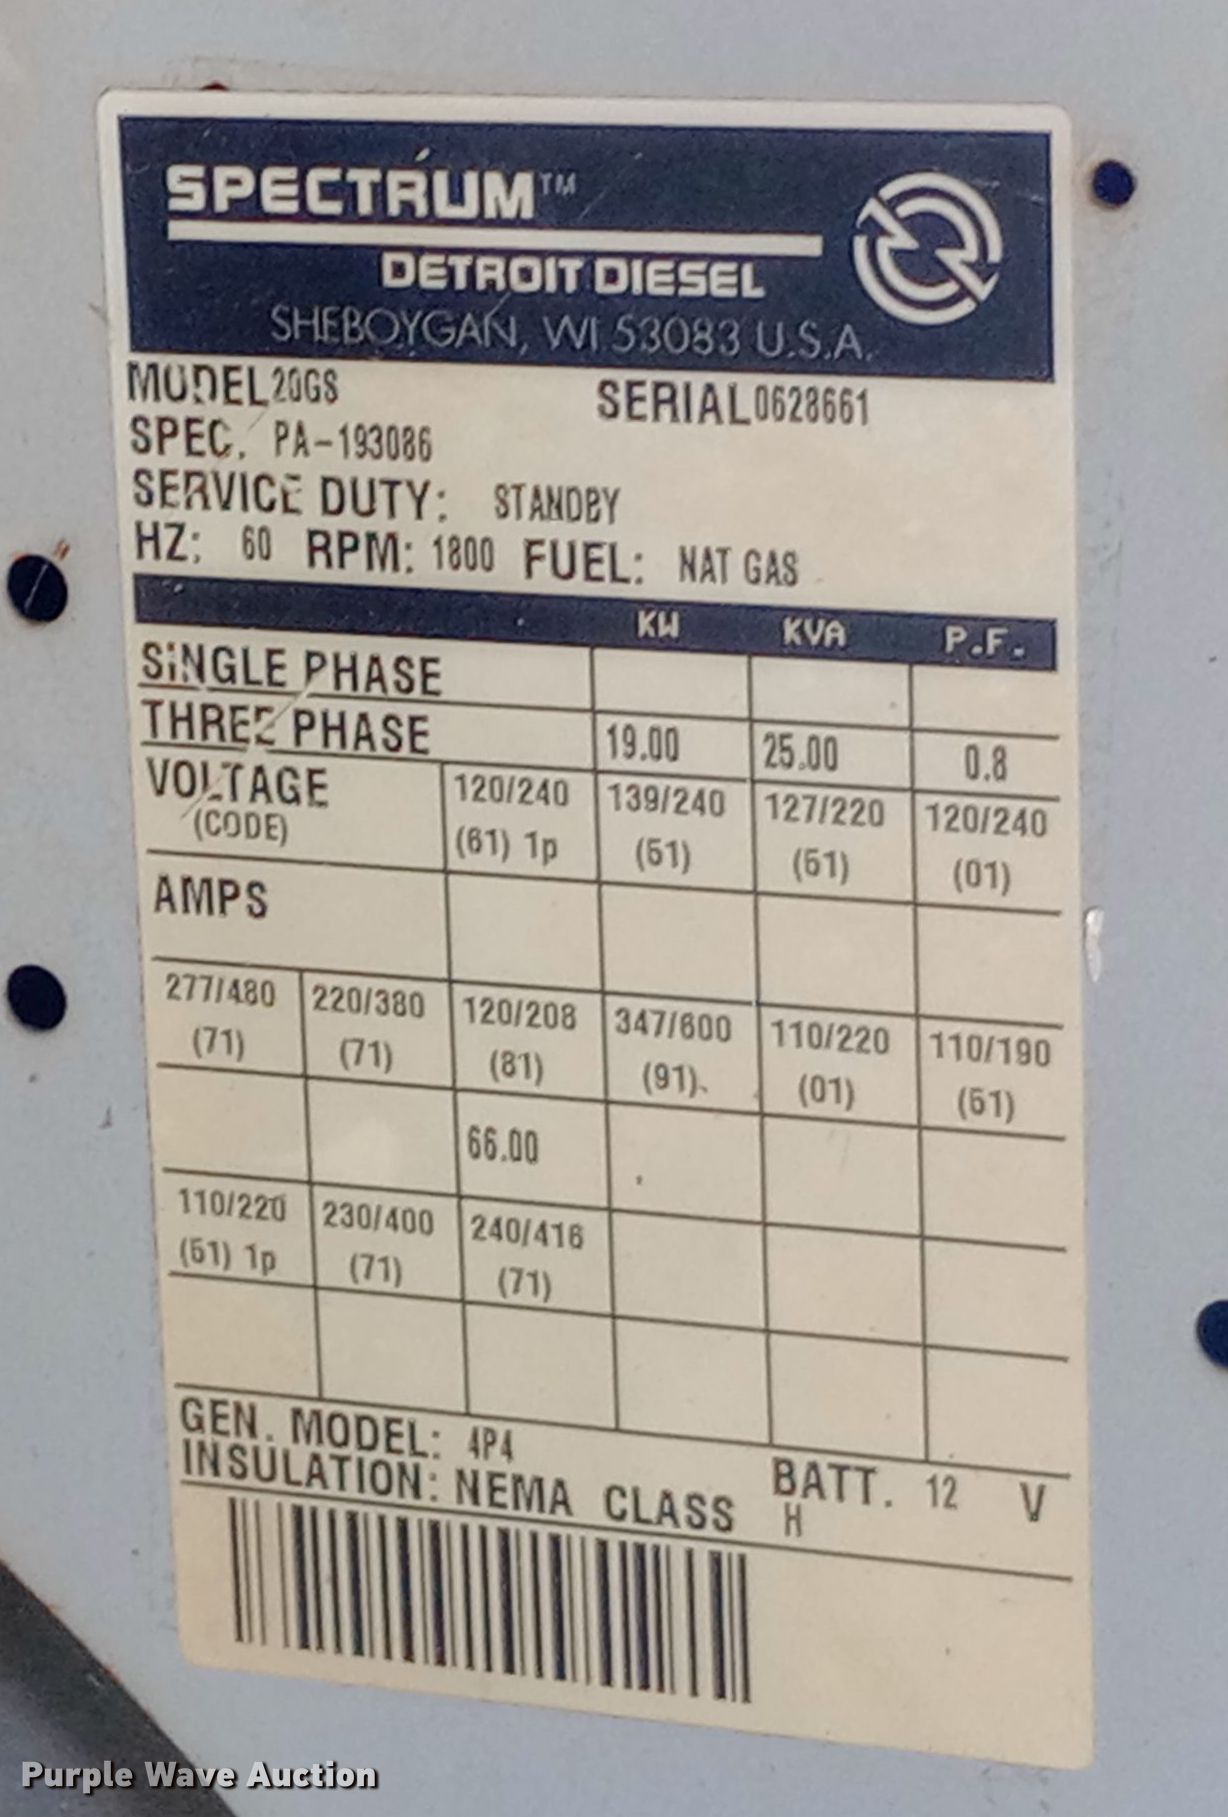 SPECTRUM™
DETROIT DIESEL
SHEBOYGAN, WI 53083 U.S.A.
MODEL 20GS SERIAL 0628661
SPEC. PA-193086
SERVICE DUTY: STANDBY
HZ: 60 RPM: 1800 FUEL: NAT GAS
KW KVA P.F.
SINGLE PHASE
THREE PHASE 19.00 25.00 0.8
VOLTAGE 120/240 139/240 127/220 120/240
(CODE) (61) 1p (51) (51) (01)
AMPS
277/480 220/380 120/208 347/600 110/220 110/190
(71) (71) (81) (91) (01) (51)
66.00
110/220 230/400 240/416
(51) 1p (71) (71)
GEN. MODEL: 4P4 BATT. 12 V
INSULATION: NEMA CLASS H
Purple Wave Auction